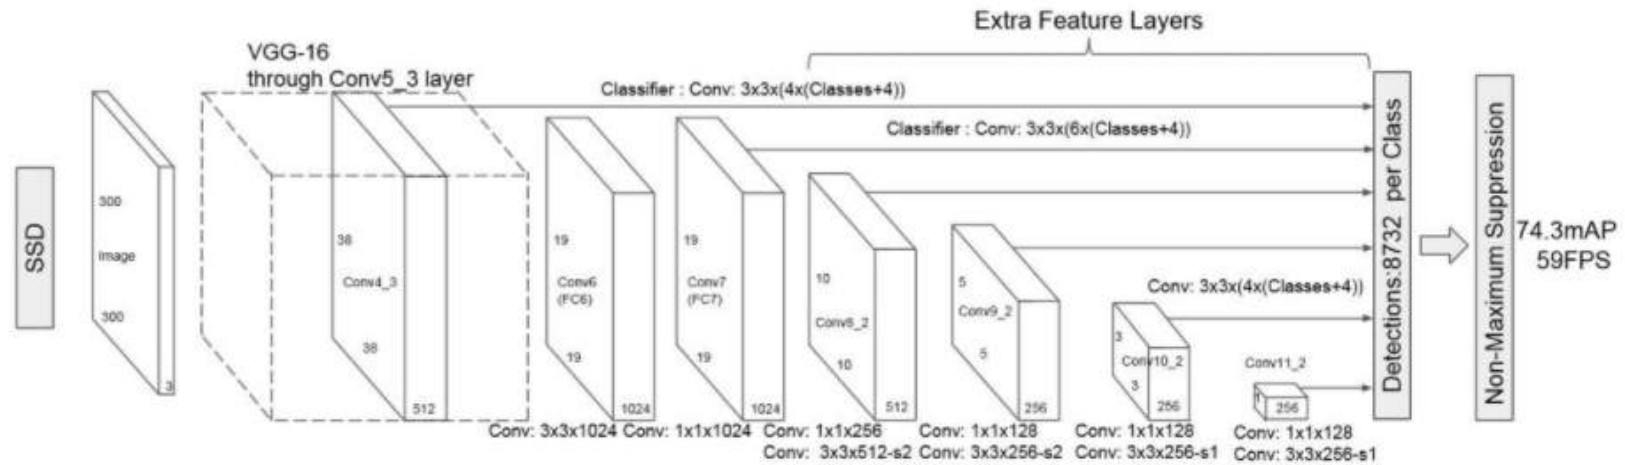 SSD
300
Image
300
3
VGG-16
through Conv5_3 layer
38
Conv4_3
38
512
19
Conv6
(FC6)
19
1024
Conv: 3x3x1024
19
Conv7
(FC7)
19
1024
Conv: 1x1x1024
Extra Feature Layers
Classifier : Conv: 3x3x(4x(Classes+4))
Classifier : Conv: 3x3x(6x(Classes+4))
10
Conv8_2
10
512
Conv: 1x1x256
Conv: 3x3x512-s2
5
Conv9_2
5
256
Conv: 1x1x128
Conv: 3x3x256-s2
Conv: 3x3x(4x(Classes+4))
3
Conv10_2
3
256
Conv: 1x1x128
Conv: 3x3x256-s1
Conv11_2
1
256
Conv: 1x1x128
Conv: 3x3x256-s1
Detections:8732 per Class
Non-Maximum Suppression
74.3mAP
59FPS